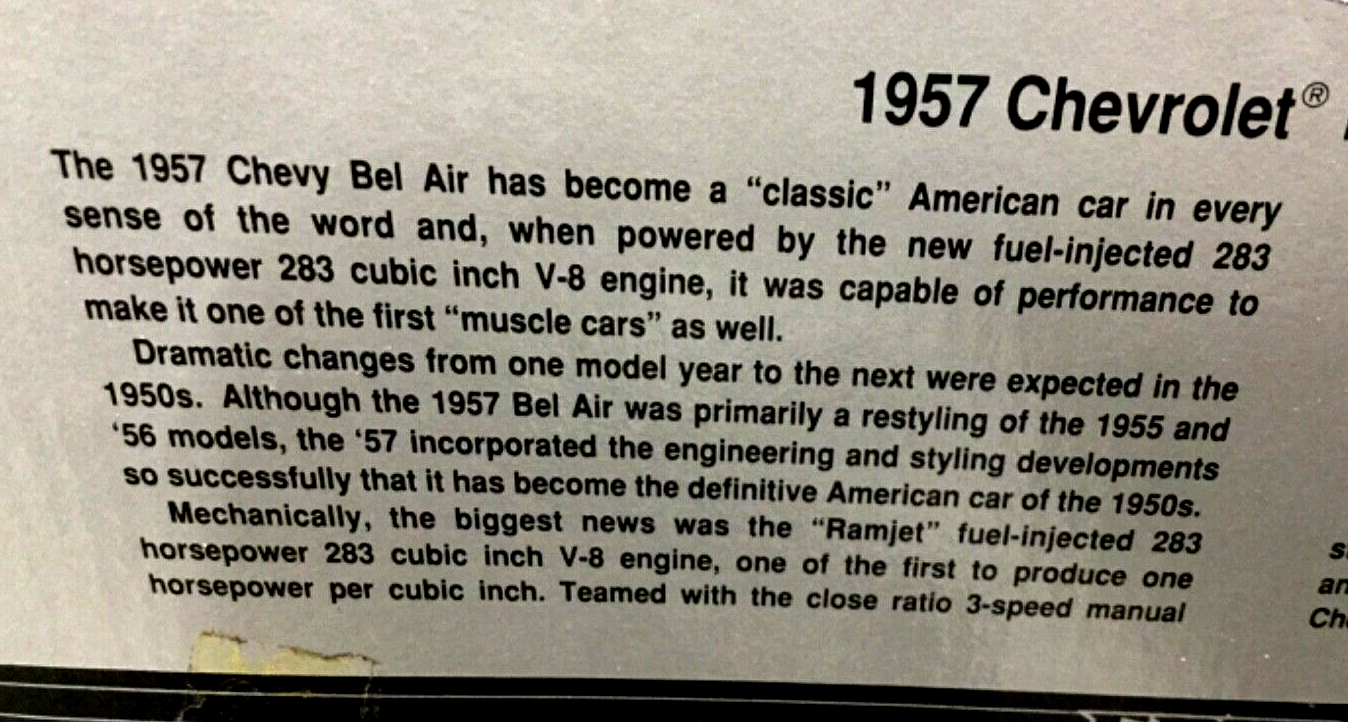 1957 Chevrolet®
The 1957 Chevy Bel Air has become a “classic” American car in every
sense of the word and, when powered by the new fuel-injected 283
horsepower 283 cubic inch V-8 engine, it was capable of performance to
make it one of the first “muscle cars” as well.
Dramatic changes from one model year to the next were expected in the
1950s. Although the 1957 Bel Air was primarily a restyling of the 1955 and
‘56 models, the ‘57 incorporated the engineering and styling developments
so successfully that it has become the definitive American car of the 1950s.
Mechanically, the biggest news was the “Ramjet” fuel-injected 283
horsepower 283 cubic inch V-8 engine, one of the first to produce one
horsepower per cubic inch. Teamed with the close ratio 3-speed manual